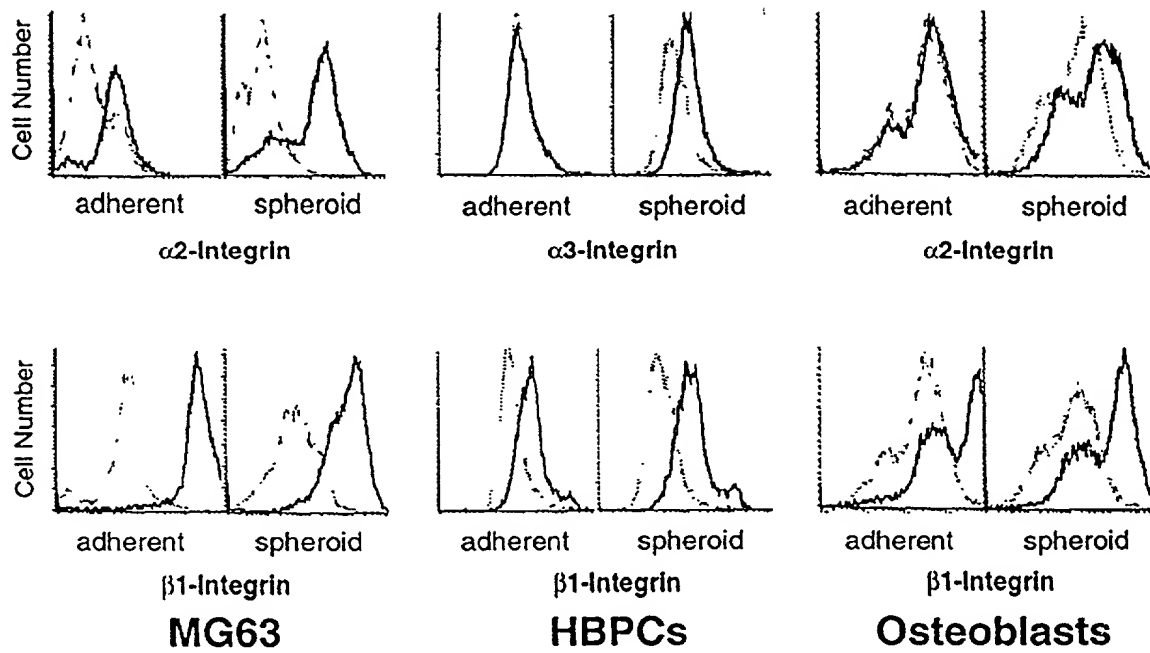 Cell Number
adherent spheroid adherent spheroid adherent spheroid
α2-Integrin α3-Integrin α2-Integrin
Cell Number
adherent spheroid adherent spheroid adherent spheroid
β1-Integrin β1-Integrin β1-Integrin
MG63 HBPCs Osteoblasts